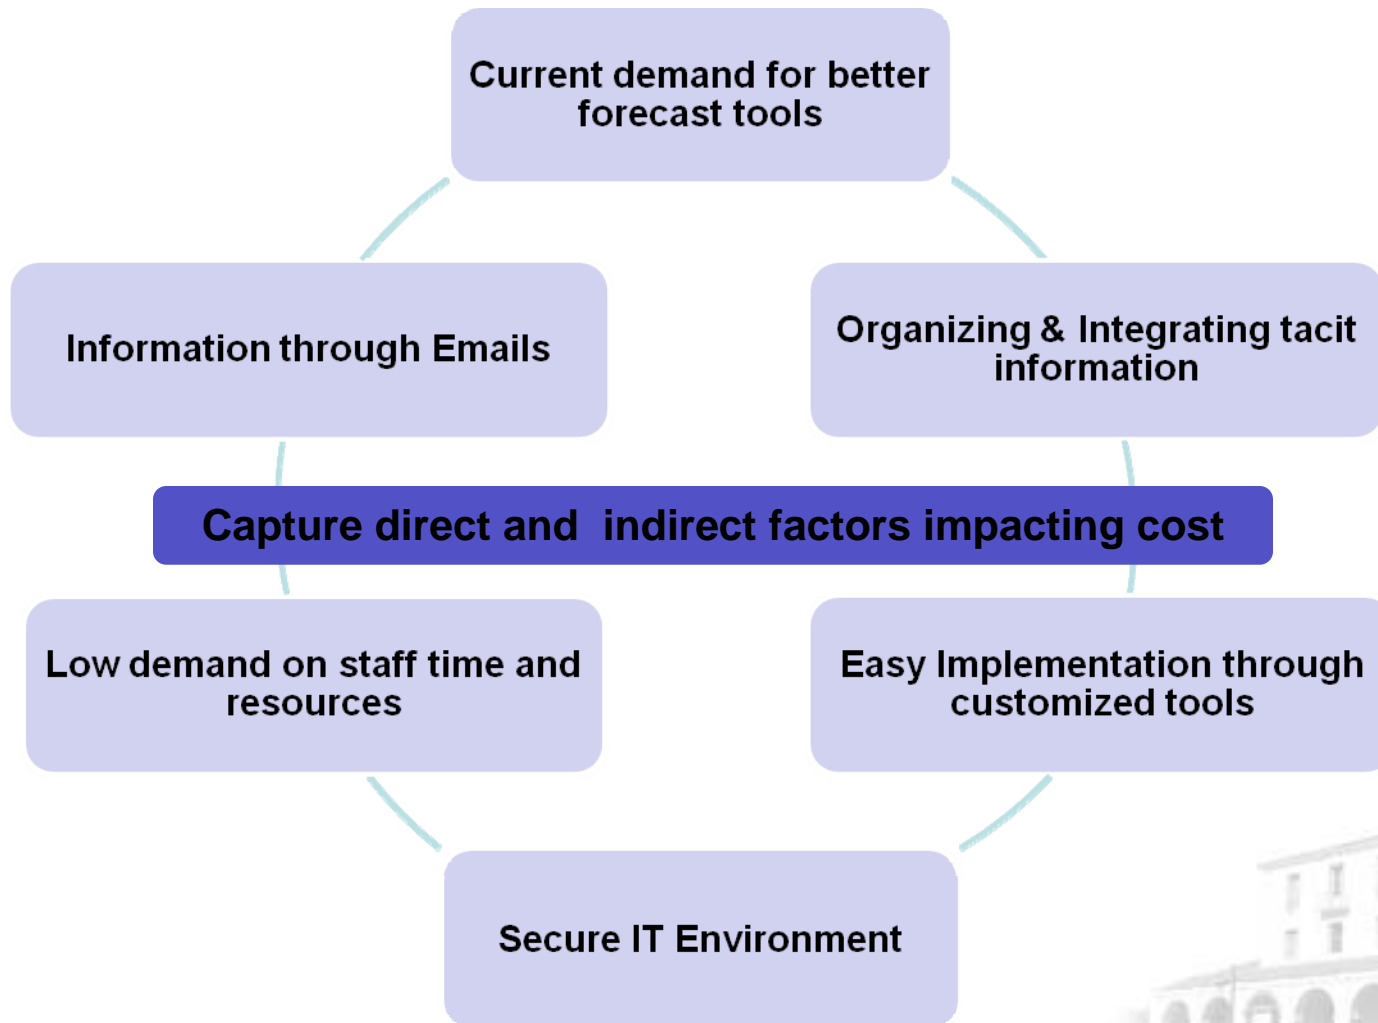 Current demand for better
forecast tools
Information through Emails
Organizing & Integrating tacit
information
Capture direct and  indirect factors impacting cost
Low demand on staff time and
resources
Easy Implementation through
customized tools
Secure IT Environment